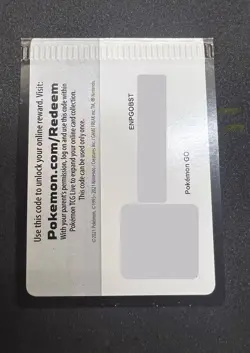 Use this code to unlock your online reward. Visit:
Pokemon.com/Redeem
With your parent's permission, log on and use this code within
Pokémon TCG Live to expand your online card collection.
This code can be used only once.
ENPGOBST
Pokémon GO